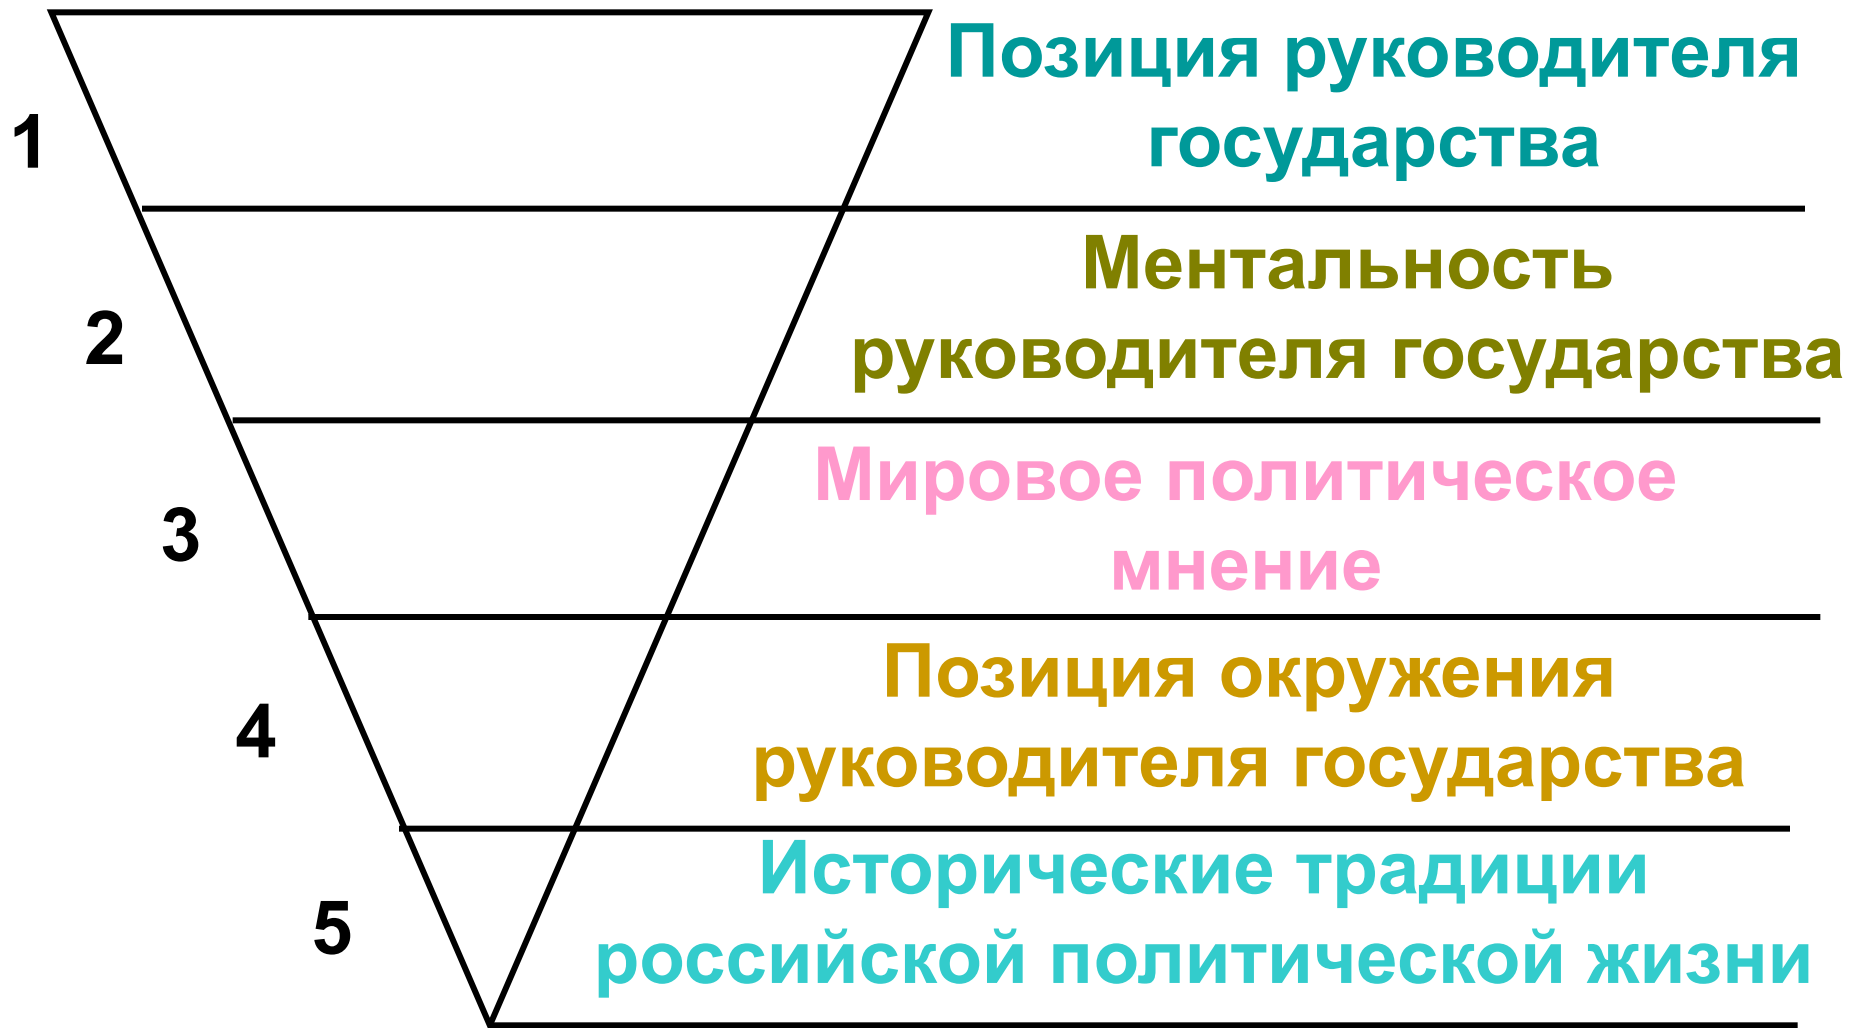 1
Позиция руководителя
государства
2
Ментальность
руководителя государства
3
Мировое политическое
мнение
4
Позиция окружения
руководителя государства
5
Исторические традиции
российской политической жизни